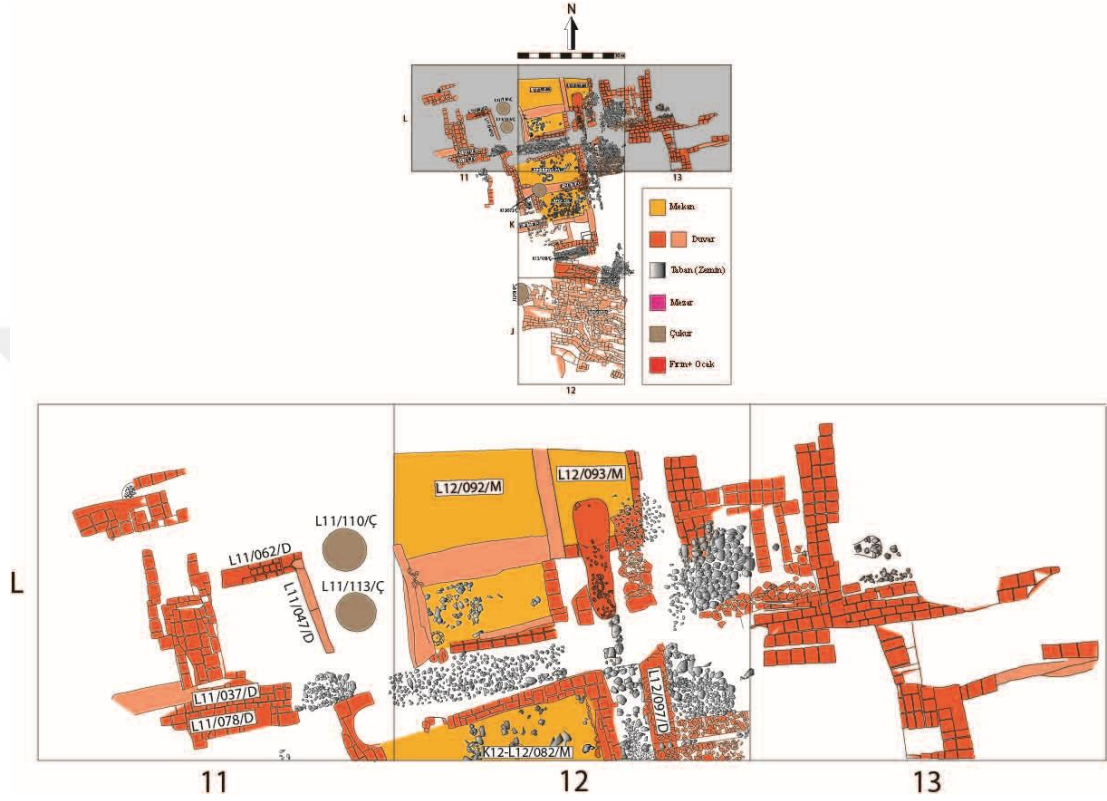 N
L
11
13
K
J
12
Mekan
Duvar
Taban (Zemin)
Mezar
Çukur
Fırın+ Ocak
L12/092/M
L12/093/M
L11/110/Ç
L11/062/D
L11/113/Ç
L11/047/D
L
L11/037/D
L11/078/D
L12/097/D
K12-L12/082/M
11
12
13